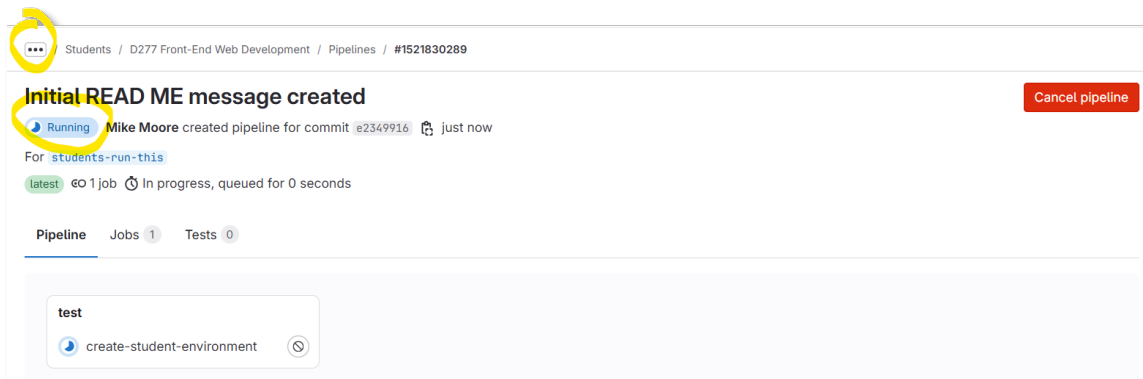 ••• / Students / D277 Front-End Web Development / Pipelines / #1521830289
Initial READ ME message created
Cancel pipeline
Running Mike Moore created pipeline for commit e2349916 just now
For students-run-this
latest 1 job In progress, queued for 0 seconds
Pipeline Jobs 1 Tests 0
test
create-student-environment